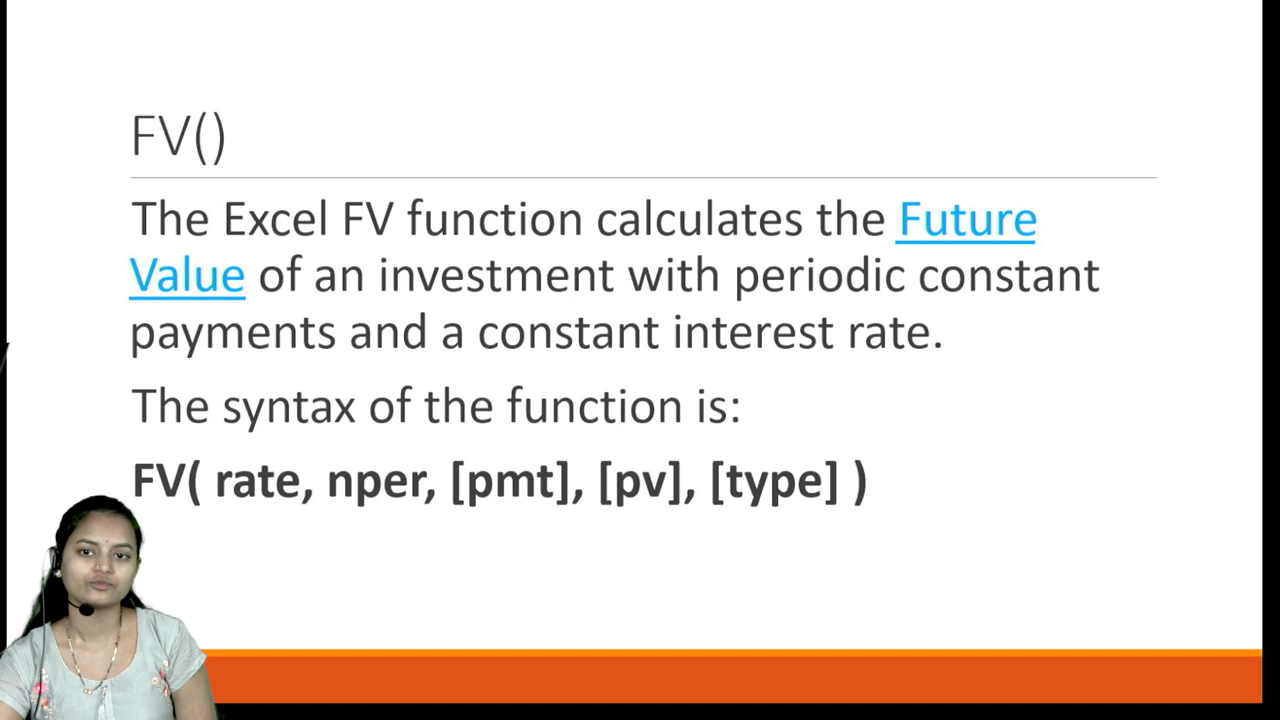 FV()
The Excel FV function calculates the Future
Value of an investment with periodic constant
payments and a constant interest rate.
The syntax of the function is:
FV( rate, nper, [pmt], [pv], [type] )